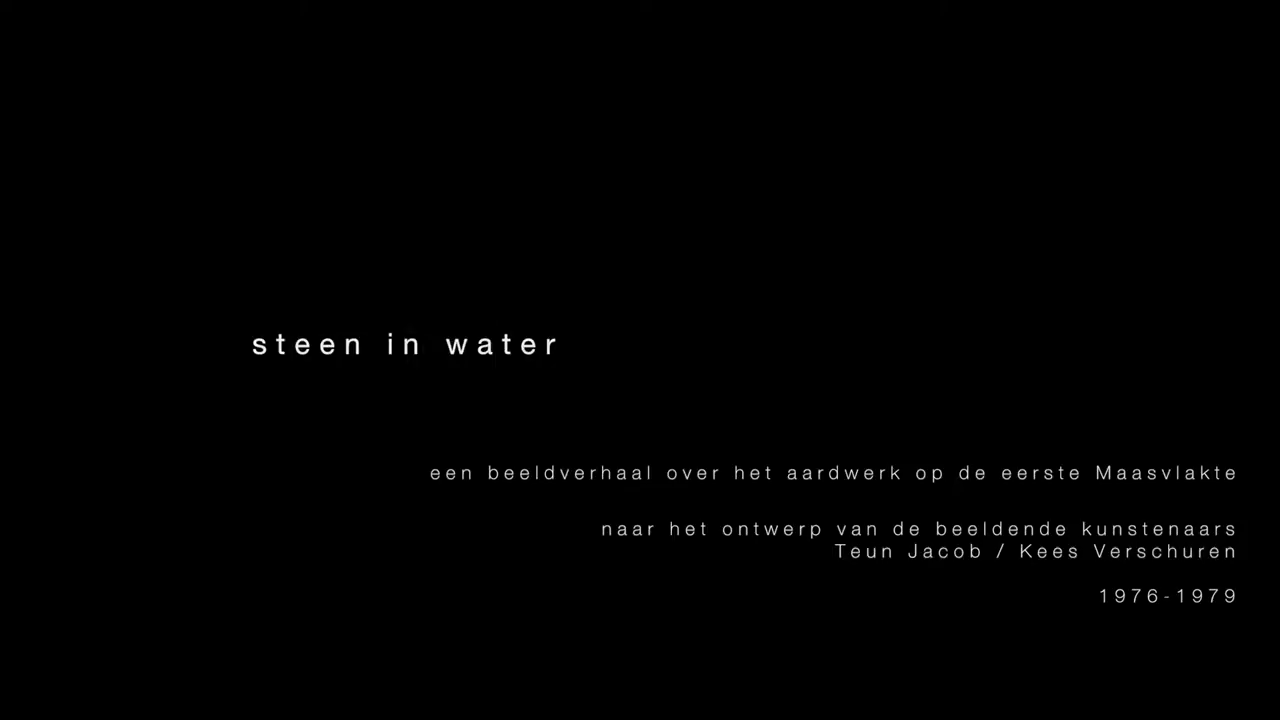 steen in water
een beeldverhaal over het aardwerk op de eerste Maasvlakte
naar het ontwerp van de beeldende kunstenaars
Teun Jacob / Kees Verschuren
1976-1979